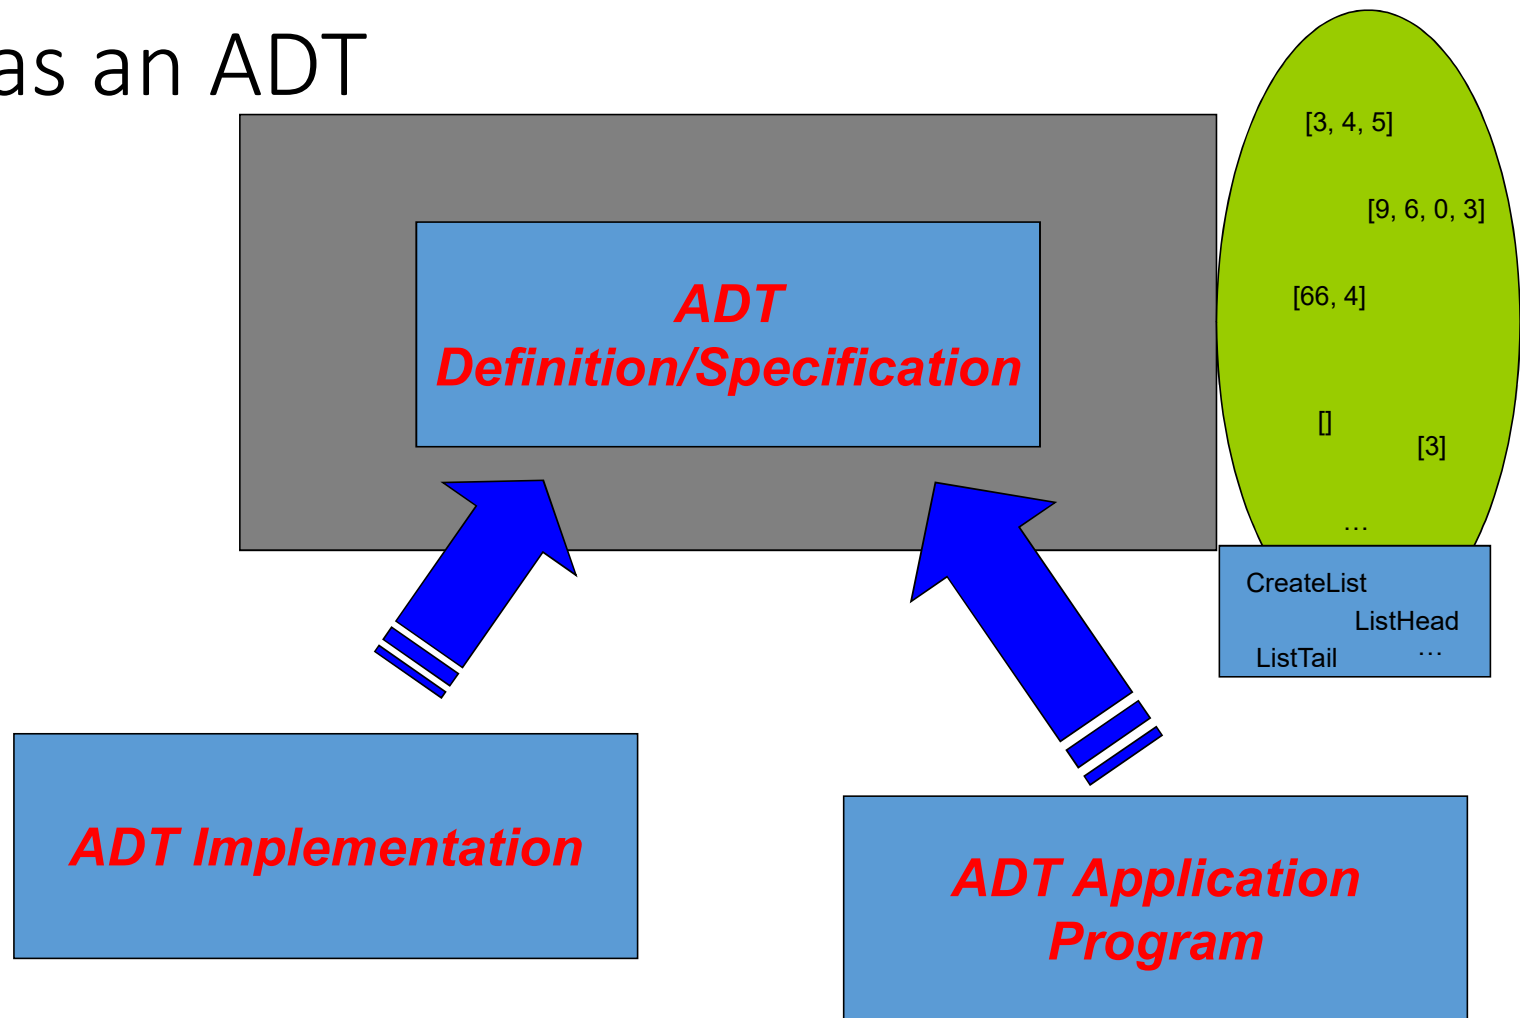 as an ADT
[3, 4, 5]
[9, 6, 0, 3]
[66, 4]
[]
[3]
…
ADT
Definition/Specification
CreateList
ListHead
ListTail …
ADT Implementation
ADT Application
Program